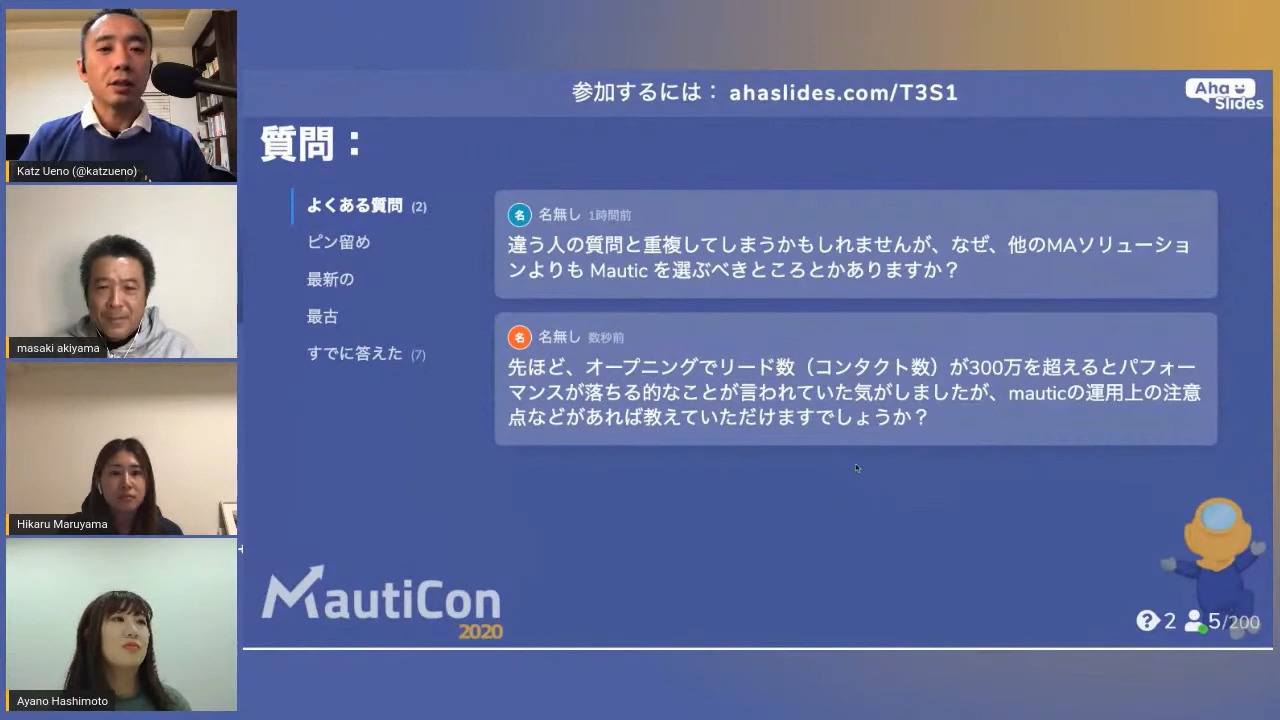 Katz Ueno (@katzueno)
masaki akiyama
Hikaru Maruyama
Ayano Hashimoto
参加するには： ahaslides.com/T3S1
Aha
Slides
質問：
よくある質問 (2)
ピン留め
最新の
最古
すでに答えた (7)
名 名無し 1時間前
違う人の質問と重複してしまうかもしれませんが、なぜ、他のMAソリューショ
ンよりも Mautic を選ぶべきところとかありますか？
名 名無し 数秒前
先ほど、オープニングでリード数（コンタクト数）が300万を超えるとパフォー
マンスが落ちる的なことが言われていた気がしましたが、mauticの運用上の注意
点などがあれば教えていただけますでしょうか？
MautiCon
2020
? 2 5/200